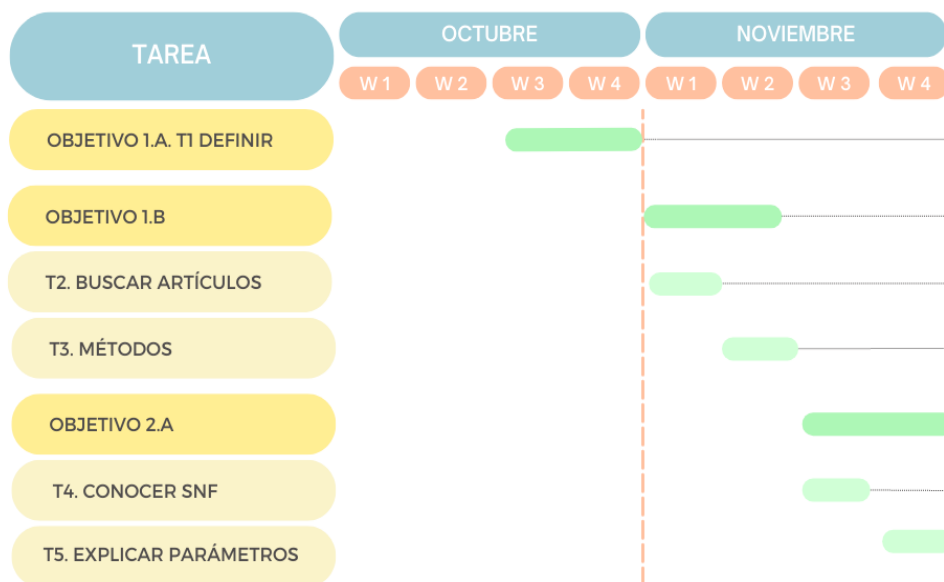 TAREA
OCTUBRE
NOVIEMBRE
W 1
W 2
W 3
W 4
W 1
W 2
W 3
W 4
OBJETIVO 1.A. T1 DEFINIR
OBJETIVO 1.B
T2. BUSCAR ARTÍCULOS
T3. MÉTODOS
OBJETIVO 2.A
T4. CONOCER SNF
T5. EXPLICAR PARÁMETROS